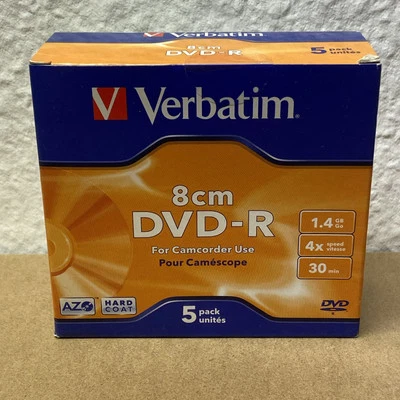 8cm
DVD-R
5 pack
unités
V Verbatim
8cm
DVD-R
For Camcorder Use
Pour Caméscope
1.4 GB
Go
4x speed
vitesse
30 min
AZO
HARD
COAT
5 pack
unités
DVD
R